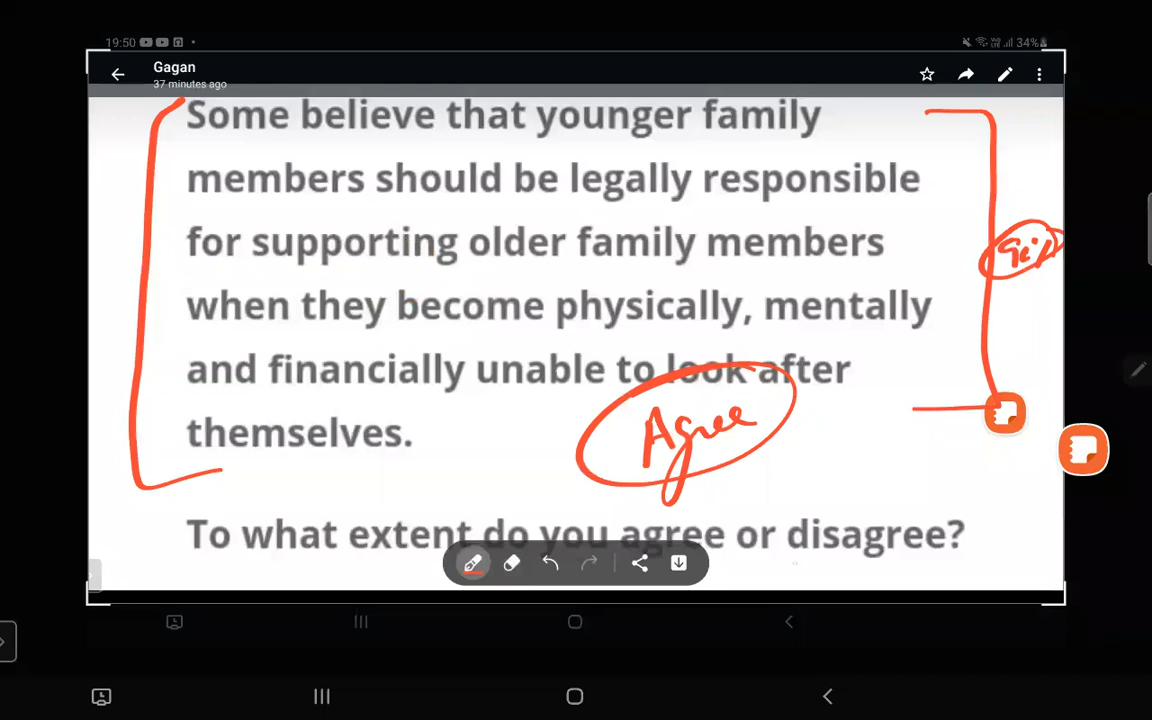 19:50
34%
Gagan
37 minutes ago
Some believe that younger family
members should be legally responsible
for supporting older family members
when they become physically, mentally
and financially unable to look after
themselves.
Agree
To what extent do you agree or disagree?